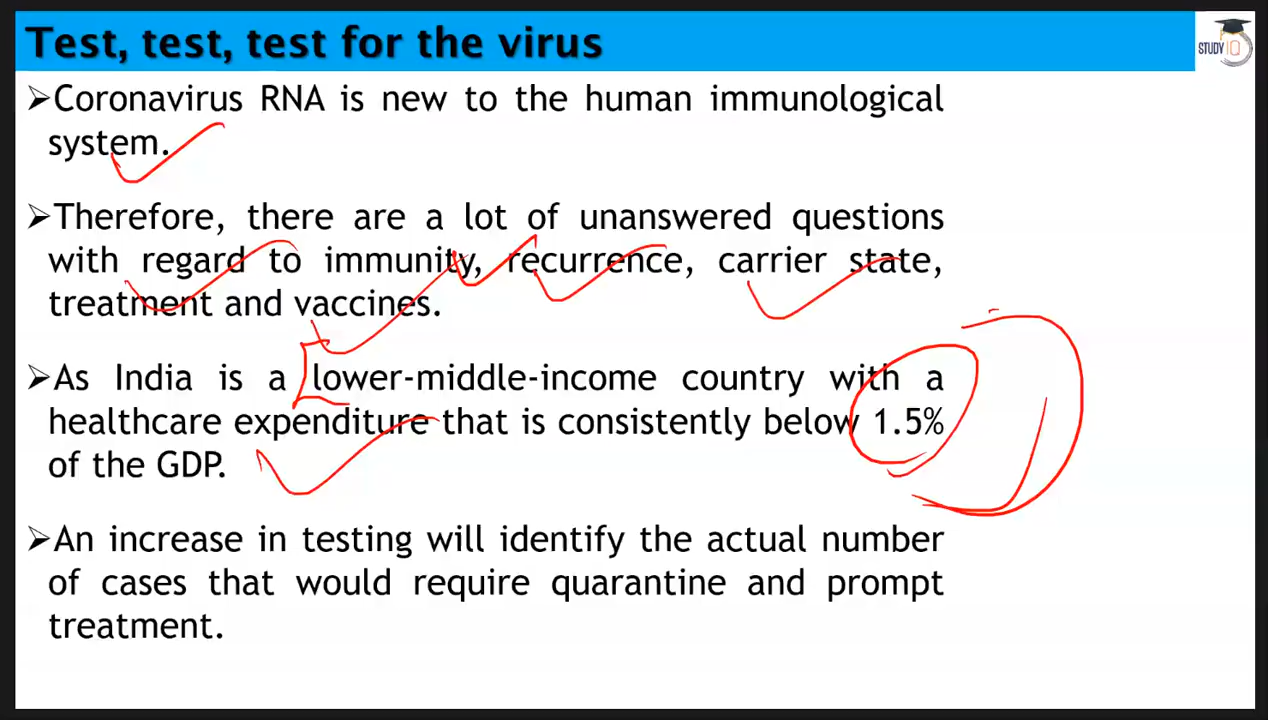 Test, test, test for the virus
STUDY IQ
➢Coronavirus RNA is new to the human immunological
system.
➢Therefore, there are a lot of unanswered questions
with regard to immunity, recurrence, carrier state,
treatment and vaccines.
➢As India is a lower-middle-income country with a
healthcare expenditure that is consistently below 1.5%
of the GDP.
➢An increase in testing will identify the actual number
of cases that would require quarantine and prompt
treatment.